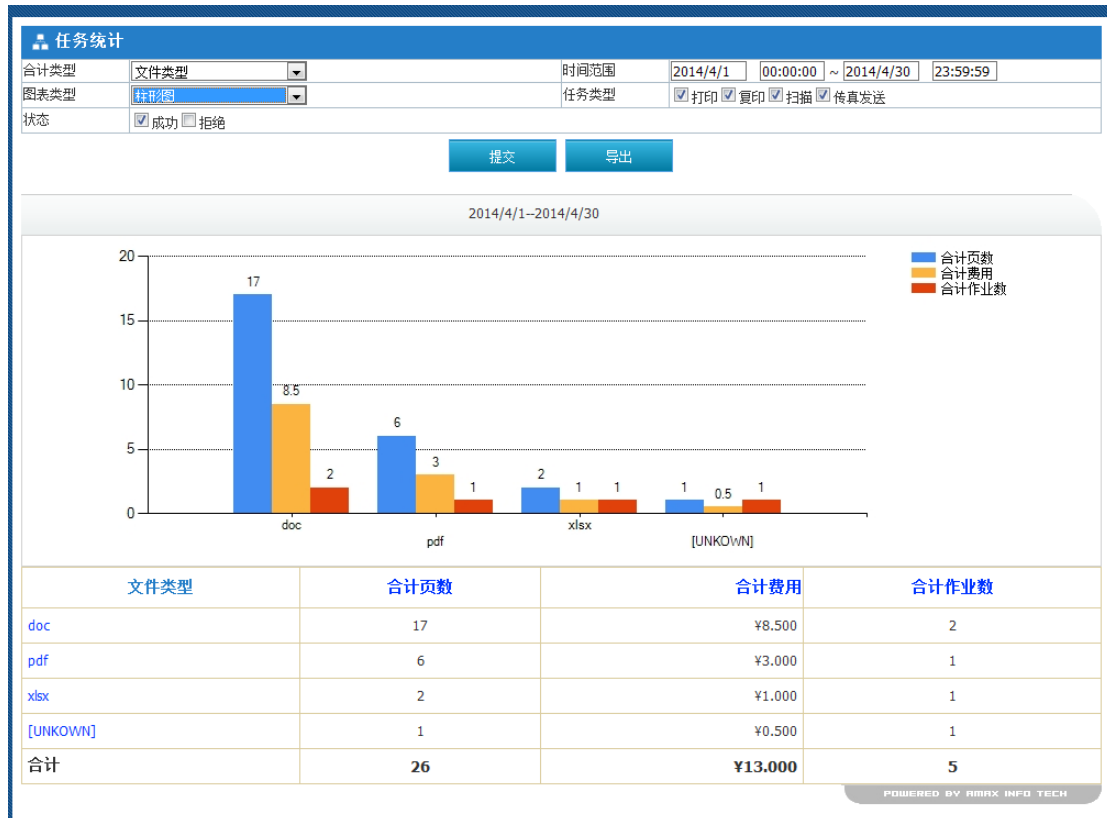 任务统计
合计类型 文件类型 时间范围 2014/4/1 00:00:00 ~ 2014/4/30 23:59:59
图表类型 柱形图 任务类型 打印 复印 扫描 传真发送
状态 成功 拒绝
提交 导出
2014/4/1--2014/4/30
合计页数
合计费用
合计作业数
20
15
10
5
0
17
8.5
2
6
3
1
2
1
1
1
0.5
1
doc
pdf
xlsx
[UNKOWN]
文件类型 合计页数 合计费用 合计作业数
doc 17 ¥8.500 2
pdf 6 ¥3.000 1
xlsx 2 ¥1.000 1
[UNKOWN] 1 ¥0.500 1
合计 26 ¥13.000 5
POWERED BY AMAX INFO TECH